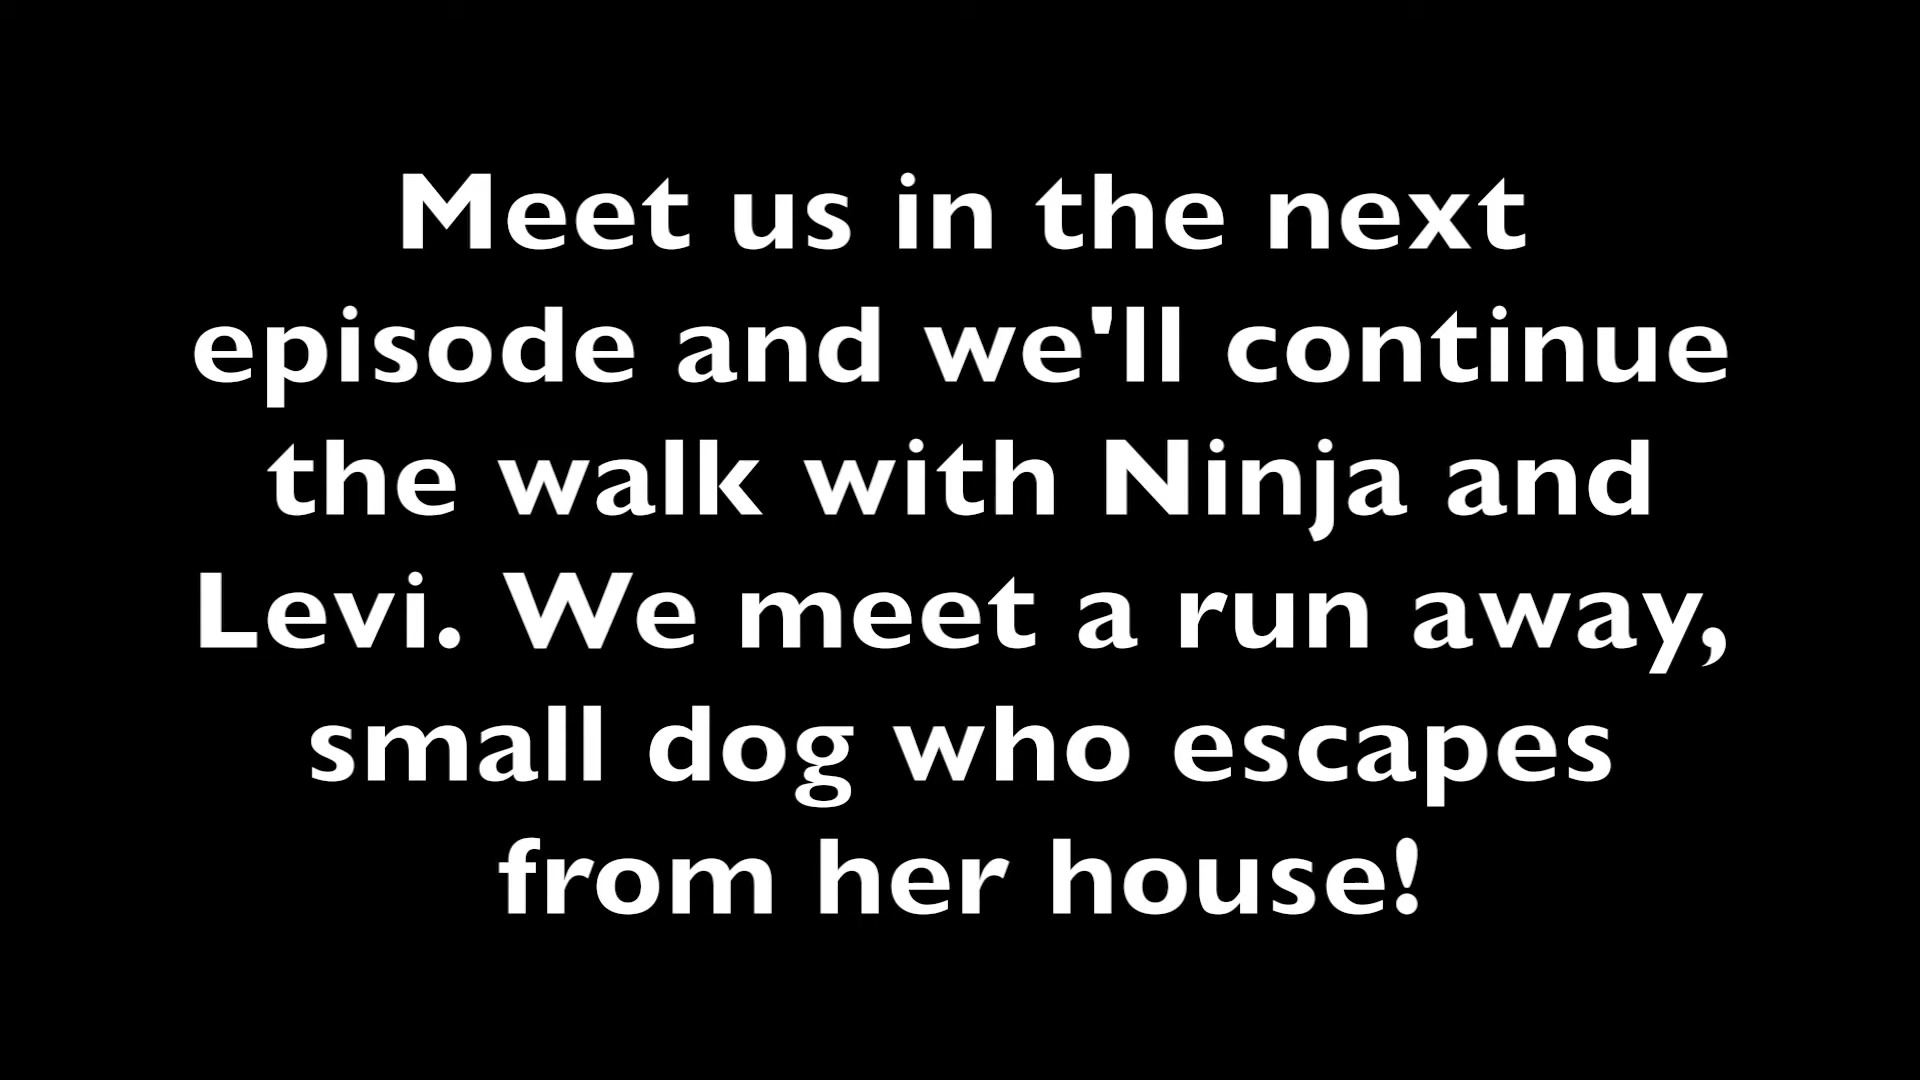 Meet us in the next
episode and we'll continue
the walk with Ninja and
Levi. We meet a run away,
small dog who escapes
from her house!